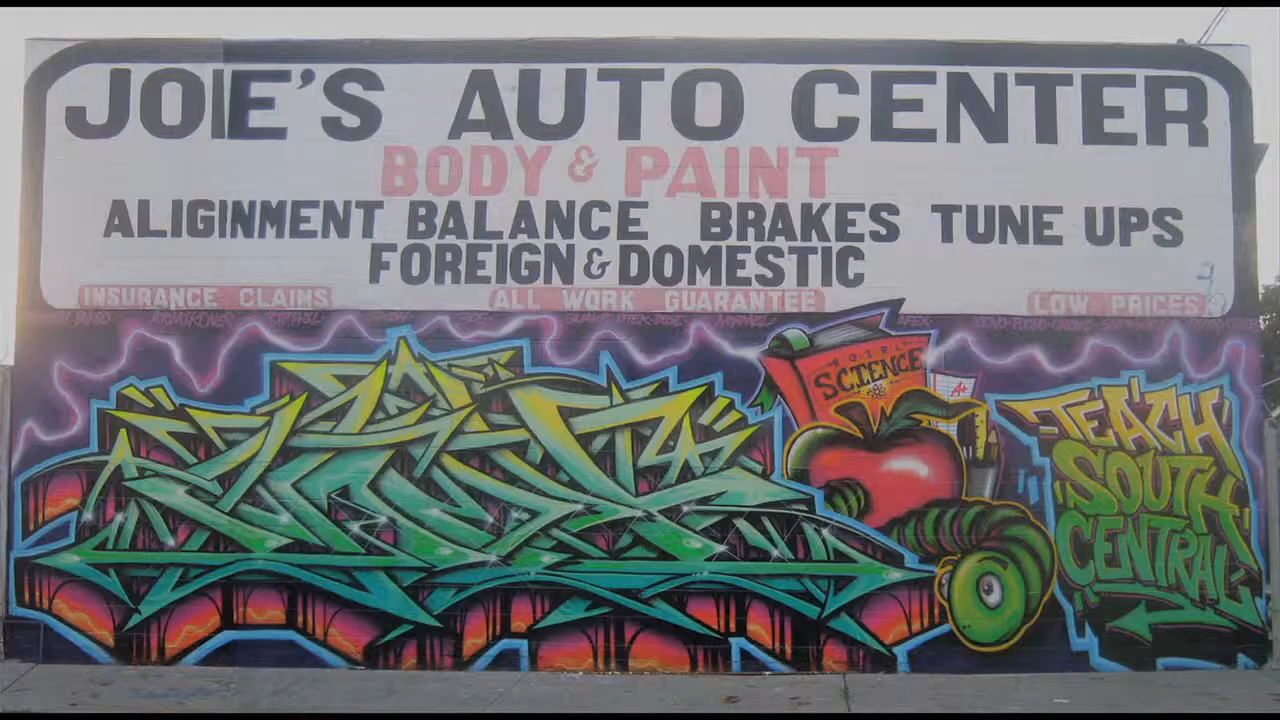 JOIE'S AUTO CENTER
BODY & PAINT
ALIGINMENT BALANCE BRAKES TUNE UPS
FOREIGN & DOMESTIC
INSURANCE CLAIMS ALL WORK GUARANTEE LOW PRICES
SCIENCE
A+
TEACH
SOUTH
CENTRAL